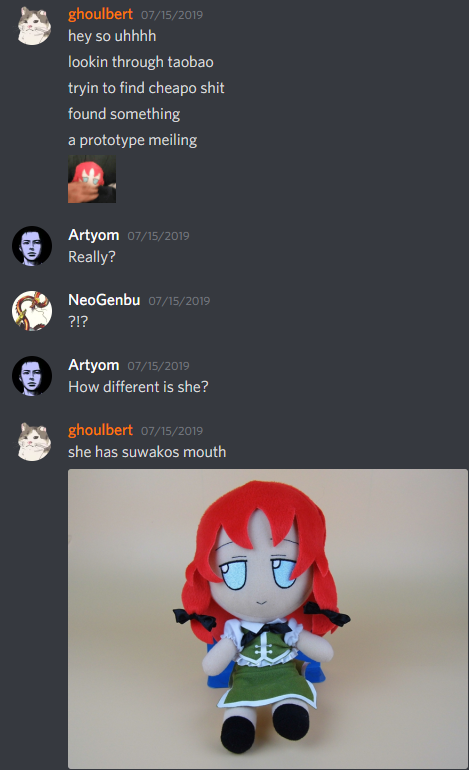 ghoulbert 07/15/2019
hey so uhhhh
lookin through taobao
tryin to find cheapo shit
found something
a prototype meiling
Artyom 07/15/2019
Really?
NeoGenbu 07/15/2019
?!?
Artyom 07/15/2019
How different is she?
ghoulbert 07/15/2019
she has suwakos mouth